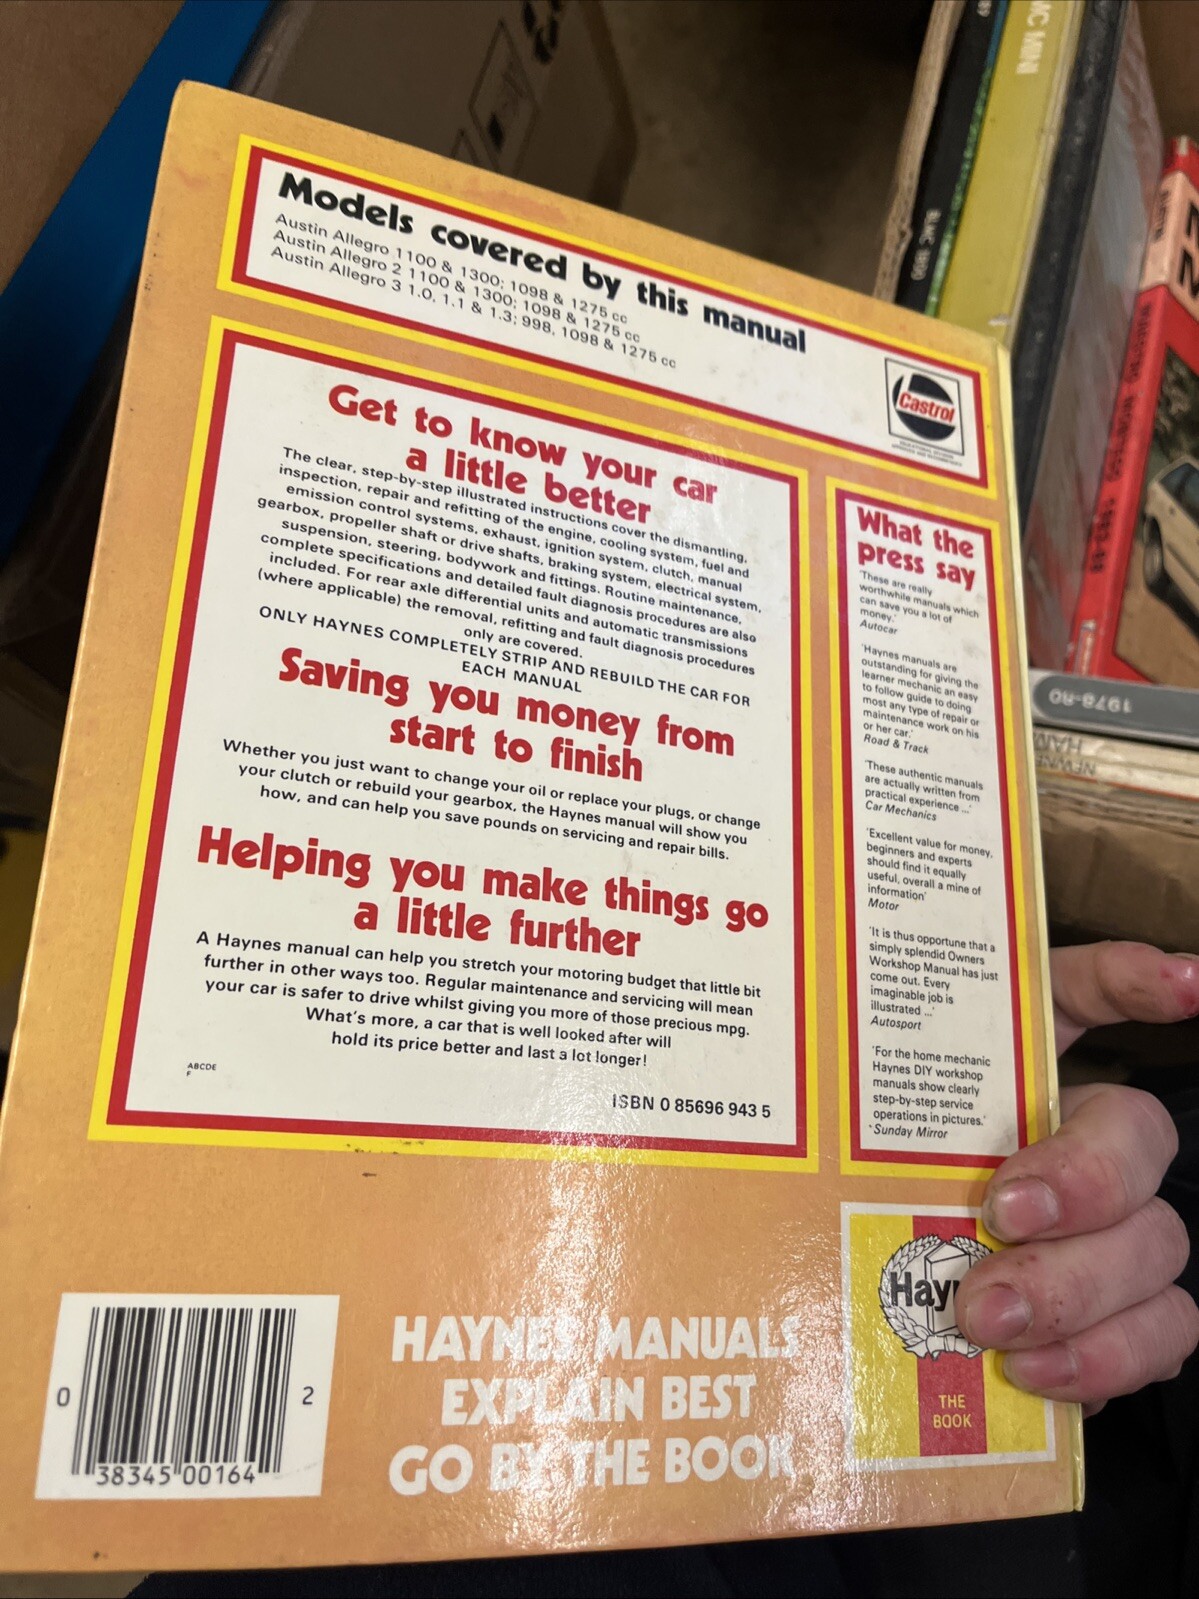 Models covered by this manual
Austin Allegro 1100 & 1300; 1098 & 1275 cc
Austin Allegro 2 1100 & 1300; 1098 & 1275 cc
Austin Allegro 3 1.0, 1.1 & 1.3; 998, 1098 & 1275 cc
Castrol
Get to know your car
a little better
The clear, step-by-step illustrated instructions cover the dismantling,
inspection, repair and refitting of the engine, cooling system, fuel and
emission control systems, exhaust, ignition system, clutch, manual
gearbox, propeller shaft or drive shafts, braking system, electrical system,
suspension, steering, bodywork and fittings. Routine maintenance,
complete specifications and detailed fault diagnosis procedures are also
included. For rear axle differential units and automatic transmissions
(where applicable) the removal, refitting and fault diagnosis procedures
only are covered.
ONLY HAYNES COMPLETELY STRIP AND REBUILD THE CAR FOR
EACH MANUAL
Saving you money from
start to finish
Whether you just want to change your oil or replace your plugs, or change
your clutch or rebuild your gearbox, the Haynes manual will show you
how, and can help you save pounds on servicing and repair bills.
Helping you make things go
a little further
A Haynes manual can help you stretch your motoring budget that little bit
further in other ways too. Regular maintenance and servicing will mean
your car is safer to drive whilst giving you more of those precious mpg.
What's more, a car that is well looked after will
hold its price better and last a lot longer!
ABCDE
F
ISBN 0 85696 943 5
What the
press say
'These are really
worthwhile manuals which
can save you a lot of
money.'
Autocar
'Haynes manuals are
outstanding for giving the
learner mechanic an easy
to follow guide to doing
most any type of repair or
maintenance work on his
or her car.'
Road & Track
'These authentic manuals
are actually written from
practical experience ...'
Car Mechanics
'Excellent value for money,
beginners and experts
should find it equally
useful, overall a mine of
information'
Motor
'It is thus opportune that a
simply splendid Owners
Workshop Manual has just
come out. Every
imaginable job is
illustrated ...'
Autosport
'For the home mechanic
Haynes DIY workshop
manuals show clearly
step-by-step service
operations in pictures.'
Sunday Mirror
0 38345 00164 2
HAYNES MANUALS
EXPLAIN BEST
GO BY THE BOOK
Hay
THE
BOOK
MC MINI
BLMC 1800
1978-80